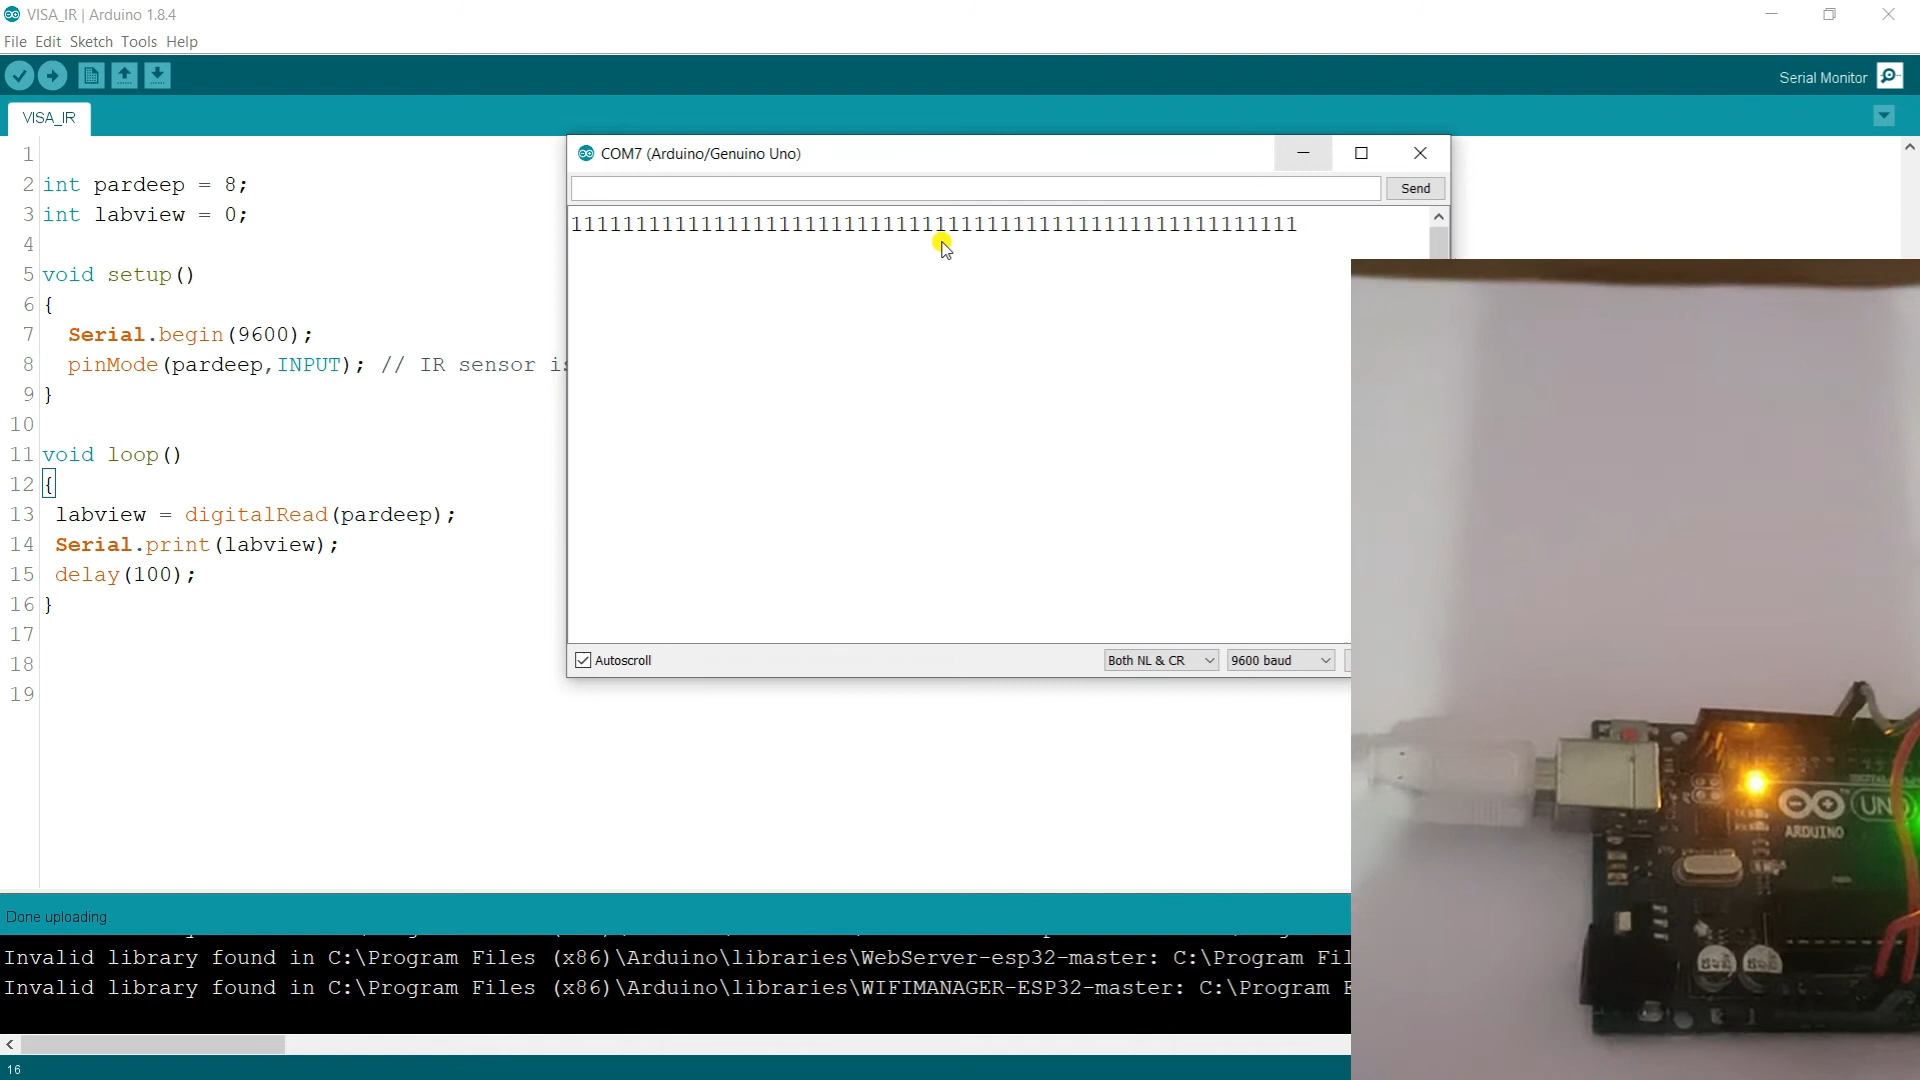 VISA_IR | Arduino 1.8.4
File Edit Sketch Tools Help
Serial Monitor
VISA_IR
COM7 (Arduino/Genuino Uno)
Send
1
2 int pardeep = 8;
3 int labview = 0;
4
5 void setup()
6 {
7 Serial.begin(9600);
8 pinMode(pardeep,INPUT); // IR sensor is
9 }
10
11 void loop()
12 {
13 labview = digitalRead(pardeep);
14 Serial.print(labview);
15 delay(100);
16 }
17
18
19
11111111111111111111111111111111111111111111111111111111
Autoscroll
Both NL & CR
9600 baud
UNO
ARDUINO
Done uploading.
Invalid library found in C:\Program Files (x86)\Arduino\libraries\WebServer-esp32-master: C:\Program Fil
Invalid library found in C:\Program Files (x86)\Arduino\libraries\WIFIMANAGER-ESP32-master: C:\Program
16